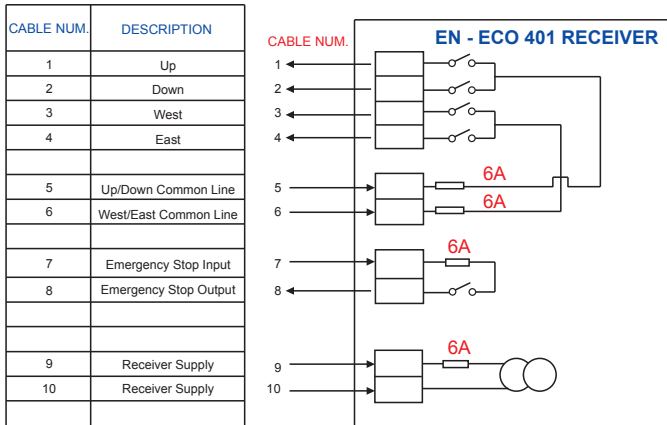 CABLE NUM. DESCRIPTION
1 Up
2 Down
3 West
4 East
5 Up/Down Common Line
6 West/East Common Line
7 Emergency Stop Input
8 Emergency Stop Output
9 Receiver Supply
10 Receiver Supply
CABLE NUM.
EN - ECO 401 RECEIVER
1
2
3
4
5
6A
6
6A
7
6A
8
9
6A
10